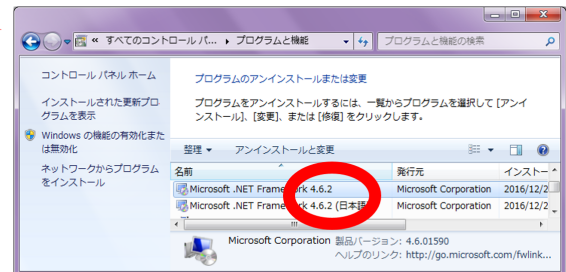 « すべてのコントロール パ... ▸ プログラムと機能
プログラムと機能の検索
コントロール パネル ホーム
インストールされた更新プロ
グラムを表示
Windows の機能の有効化また
は無効化
ネットワークからプログラム
をインストール
プログラムのアンインストールまたは変更
プログラムをアンインストールするには、一覧からプログラムを選択して [アンイ
ンストール]、[変更]、または [修復] をクリックします。
整理 ▼ アンインストールと変更
名前 発行元 インストー
Microsoft .NET Framework 4.6.2 Microsoft Corporation 2016/12/2
Microsoft .NET Framework 4.6.2 (日本語 Microsoft Corporation 2016/12/2
Microsoft Corporation 製品バージョン: 4.6.01590
ヘルプのリンク: http://go.microsoft.com/fwlink...